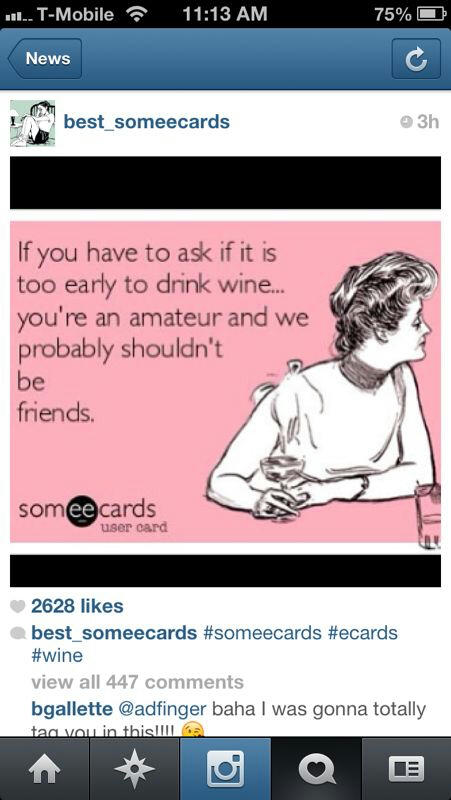 T-Mobile 11:13 AM 75%
News
best_someecards 3h
If you have to ask if it is
too early to drink wine...
you're an amateur and we
probably shouldn't
be
friends.
someecards
user card
2628 likes
best_someecards #someecards #ecards
#wine
view all 447 comments
bgallette @adfinger baha I was gonna totally
tag you in this!!!!